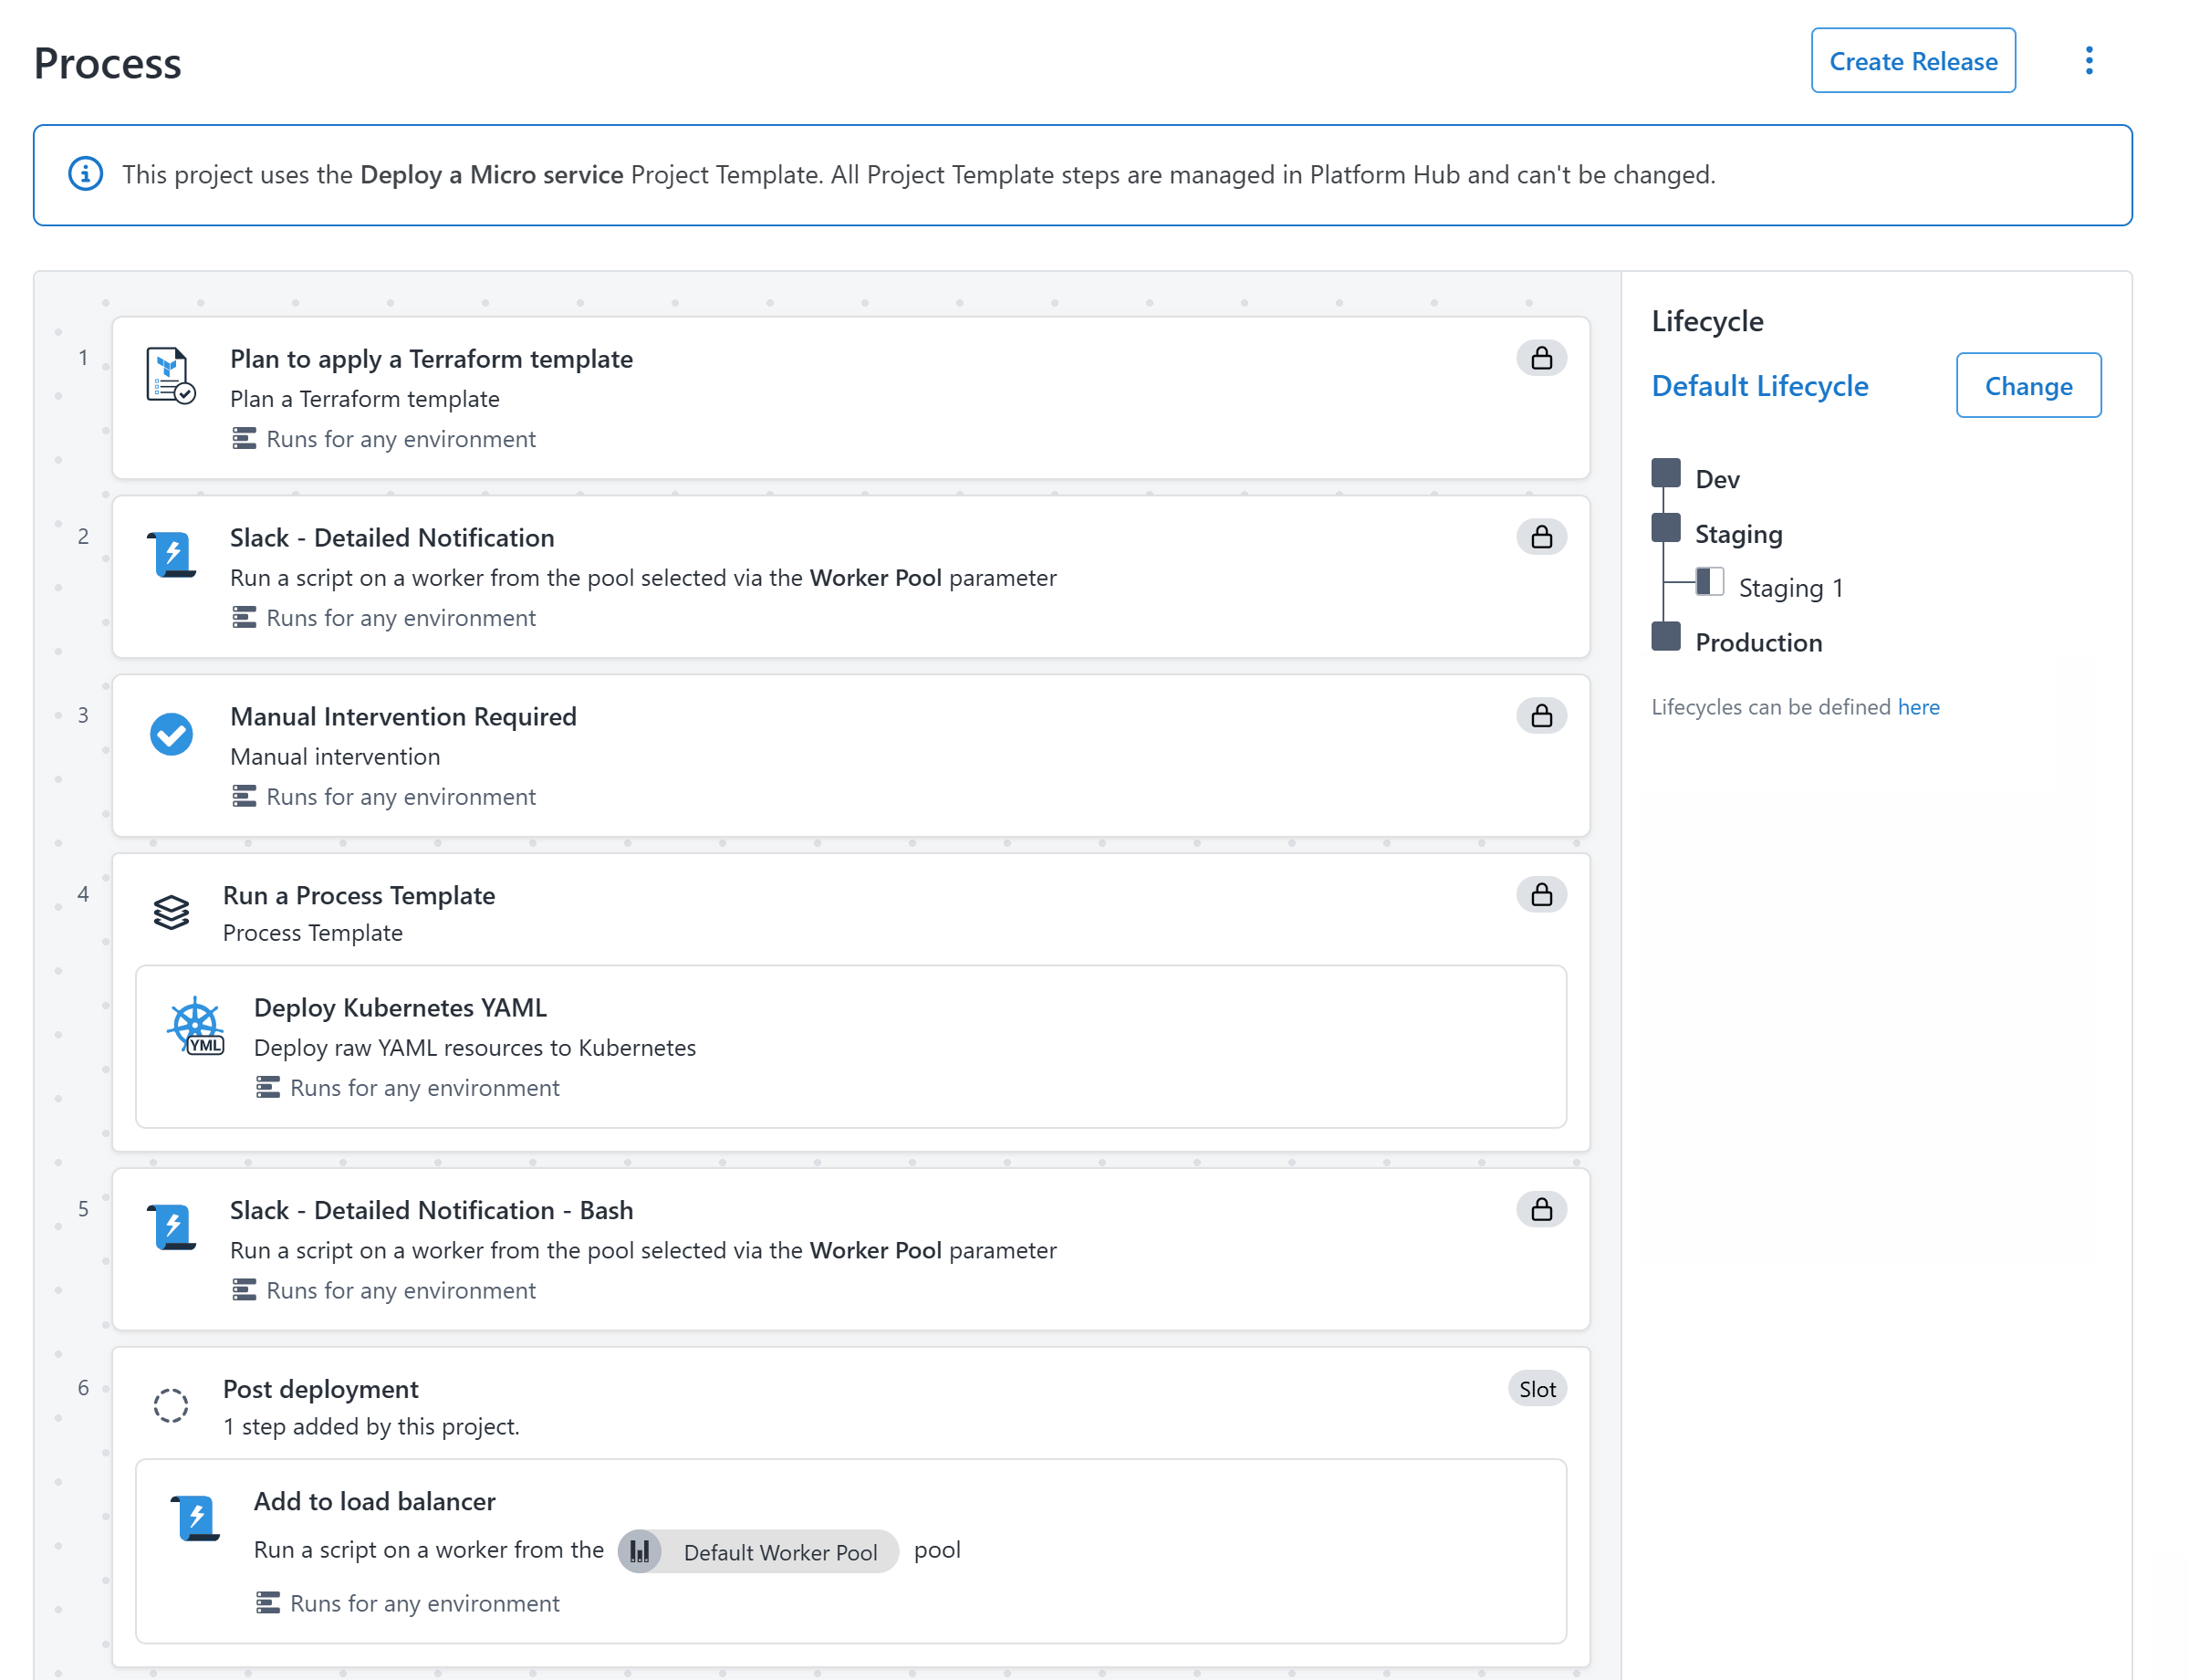 Process
Create Release
This project uses the Deploy a Micro service Project Template. All Project Template steps are managed in Platform Hub and can't be changed.
1
Plan to apply a Terraform template
Plan a Terraform template
Runs for any environment
2
Slack - Detailed Notification
Run a script on a worker from the pool selected via the Worker Pool parameter
Runs for any environment
3
Manual Intervention Required
Manual intervention
Runs for any environment
4
Run a Process Template
Process Template
YML
Deploy Kubernetes YAML
Deploy raw YAML resources to Kubernetes
Runs for any environment
5
Slack - Detailed Notification - Bash
Run a script on a worker from the pool selected via the Worker Pool parameter
Runs for any environment
6
Post deployment
Slot
1 step added by this project.
Add to load balancer
Run a script on a worker from the Default Worker Pool pool
Runs for any environment
Lifecycle
Default Lifecycle
Change
Dev
Staging
Staging 1
Production
Lifecycles can be defined here